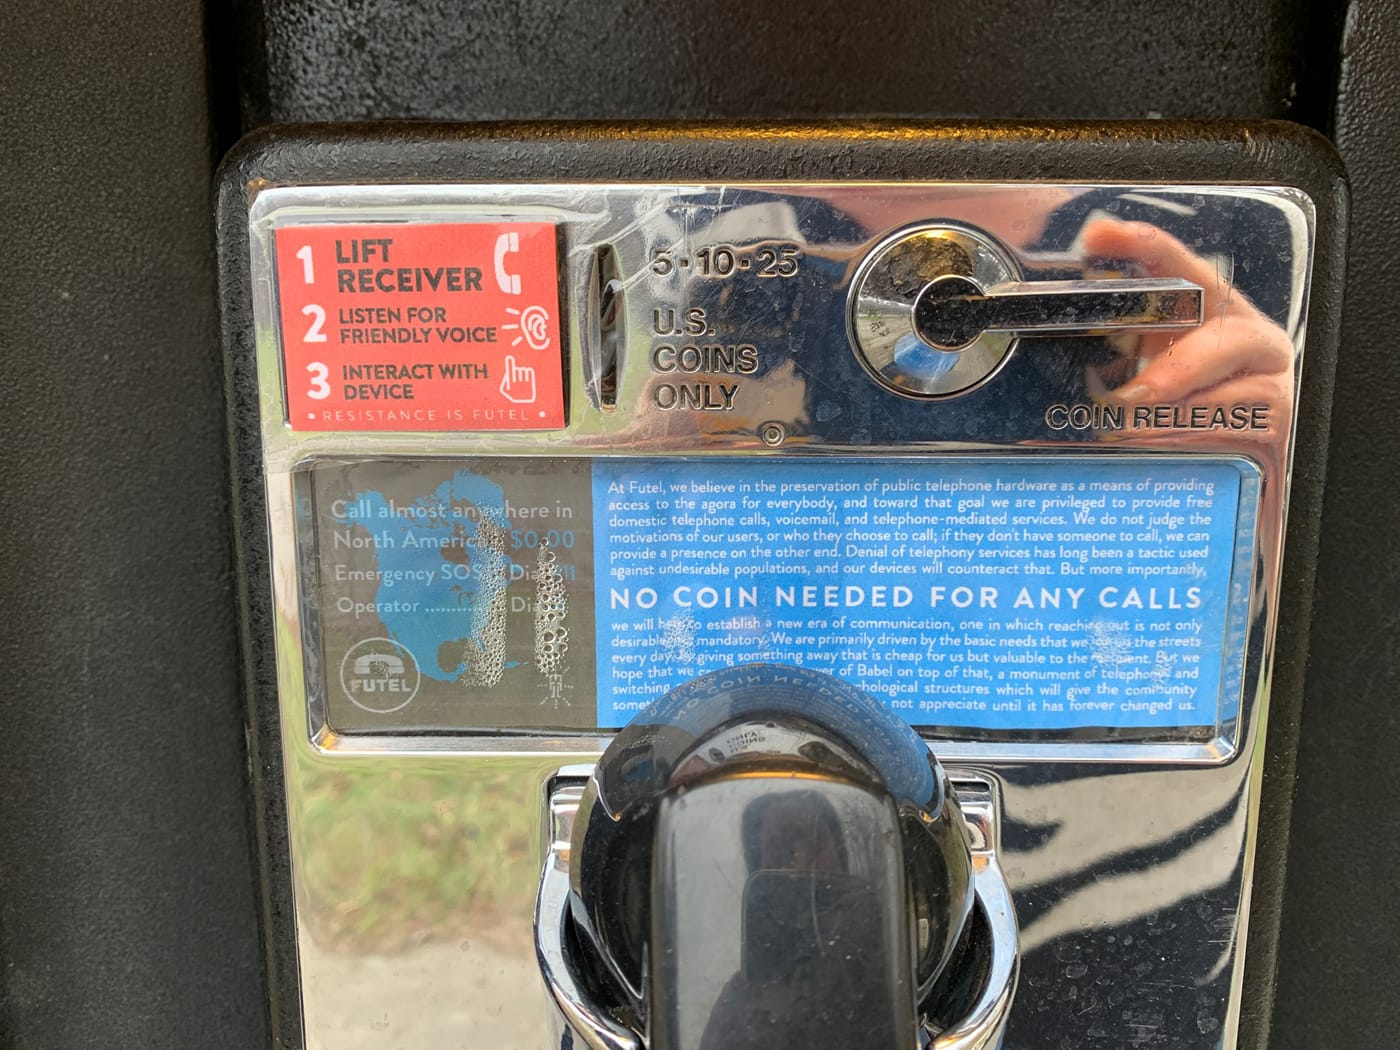 1 LIFT
RECEIVER
2 LISTEN FOR
FRIENDLY VOICE
3 INTERACT WITH
DEVICE
• RESISTANCE IS FUTEL •
5-10-25
U.S.
COINS
ONLY
COIN RELEASE
Call almost anywhere in
North America $0.00
Emergency SOS
Operator ..........
FUTEL
At Futel, we believe in the preservation of public telephone hardware as a means of providing
access to the agora for everybody, and toward that goal we are privileged to provide free
domestic telephone calls, voicemail, and telephone-mediated services. We do not judge the
motivations of our users, or who they choose to call; if they don't have someone to call, we can
provide a presence on the other end. Denial of telephony services has long been a tactic used
against undesirable populations, and our devices will counteract that. But more importantly,
NO COIN NEEDED FOR ANY CALLS
we will help to establish a new era of communication, one in which reaching out is not only
desirable, mandatory. We are primarily driven by the basic needs that we the streets
every day, giving something away that is cheap for us but valuable to the recipient. But we
hope that we of Babel on top of that, a monument of telephony and
switching structures which will give the community
not appreciate until it has forever changed us.